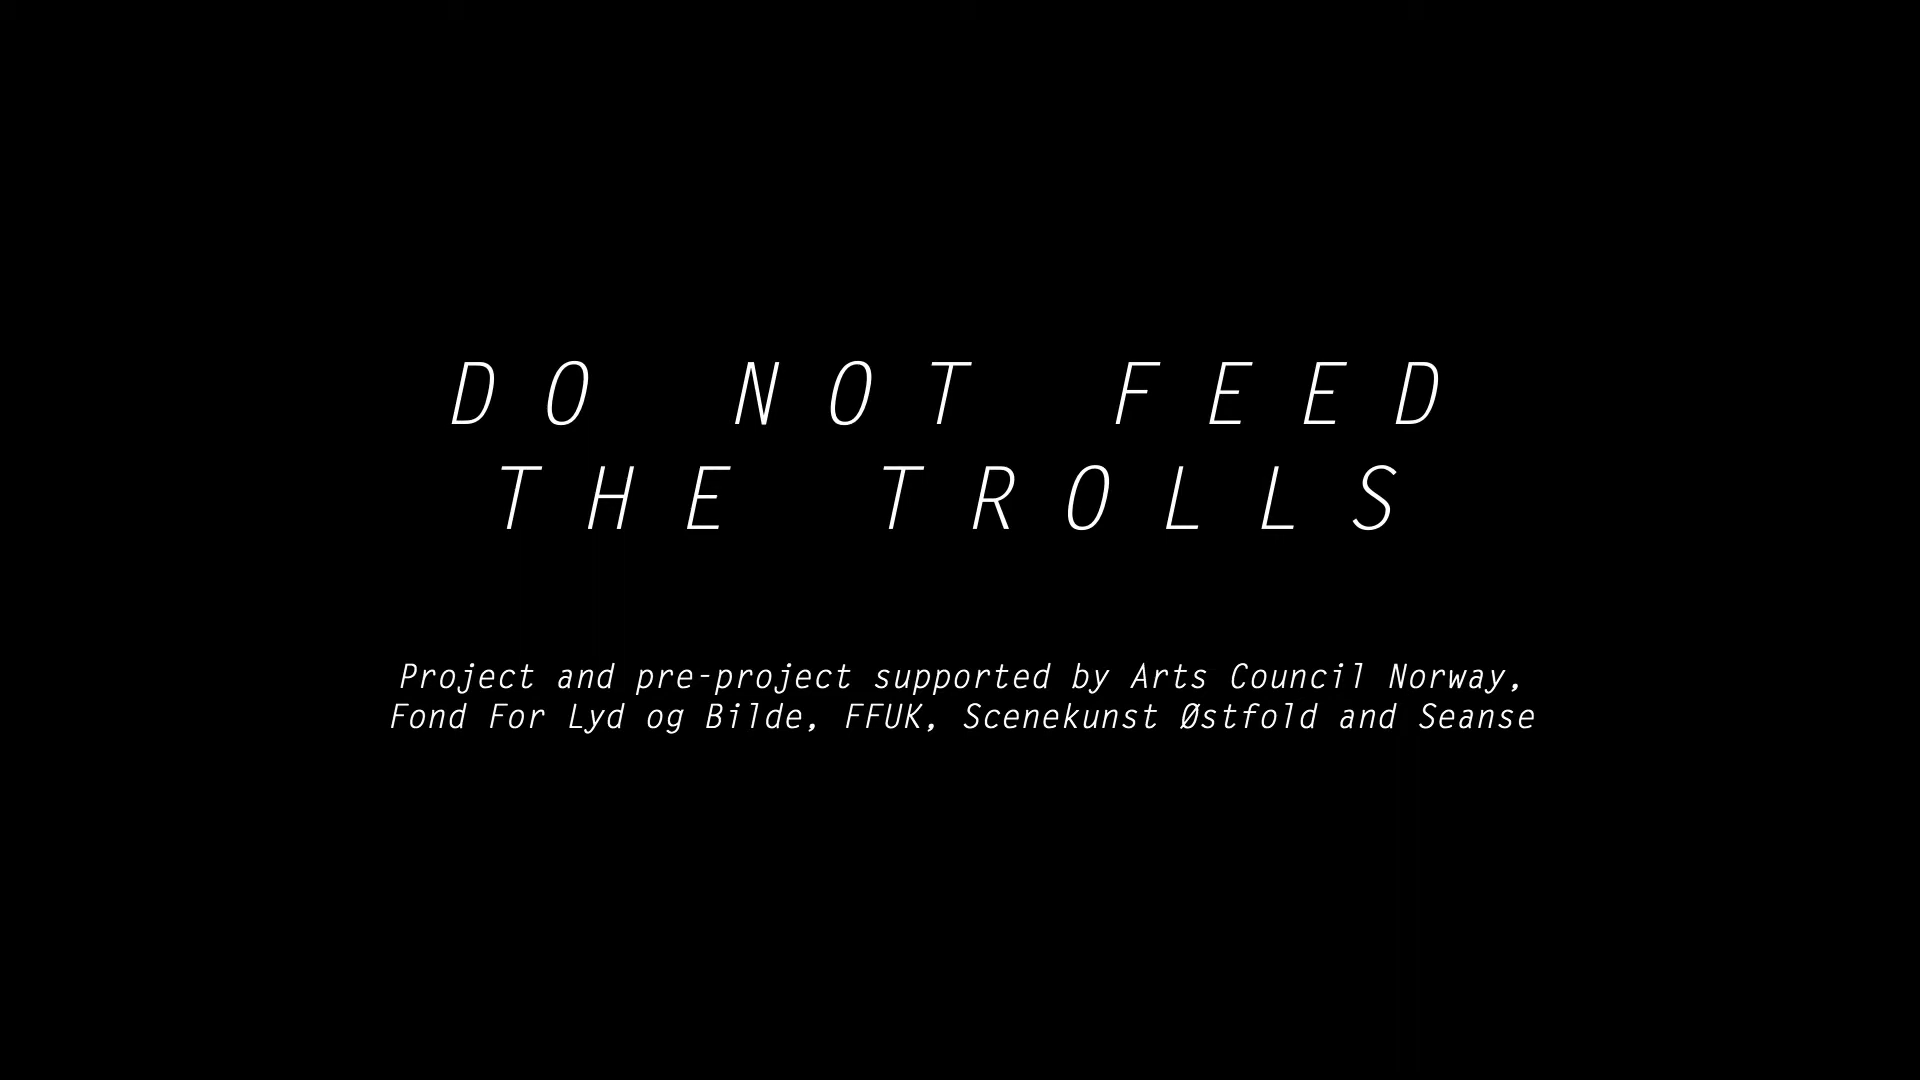 DO NOT FEED
THE TROLLS
Project and pre-project supported by Arts Council Norway,
Fond For Lyd og Bilde, FFUK, Scenekunst Østfold and Seanse